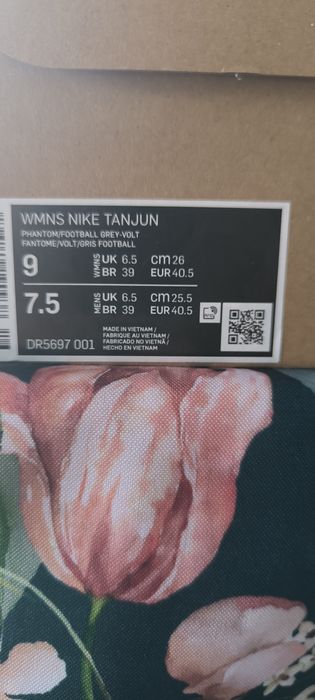 WMNS NIKE TANJUN
PHANTOM/FOOTBALL GREY-VOLT
FANTOME/VOLT/GRIS FOOTBALL
9 WMNS UK 6.5 CM 26
BR 39 EUR 40.5
7.5 MENS UK 6.5 CM 25.5
BR 39 EUR 40.5
MADE IN VIETNAM /
FABRIQUE AU VIETNAM /
FABRICADO NO VIETNÃ /
HECHO EN VIETNAM
DR5697 001